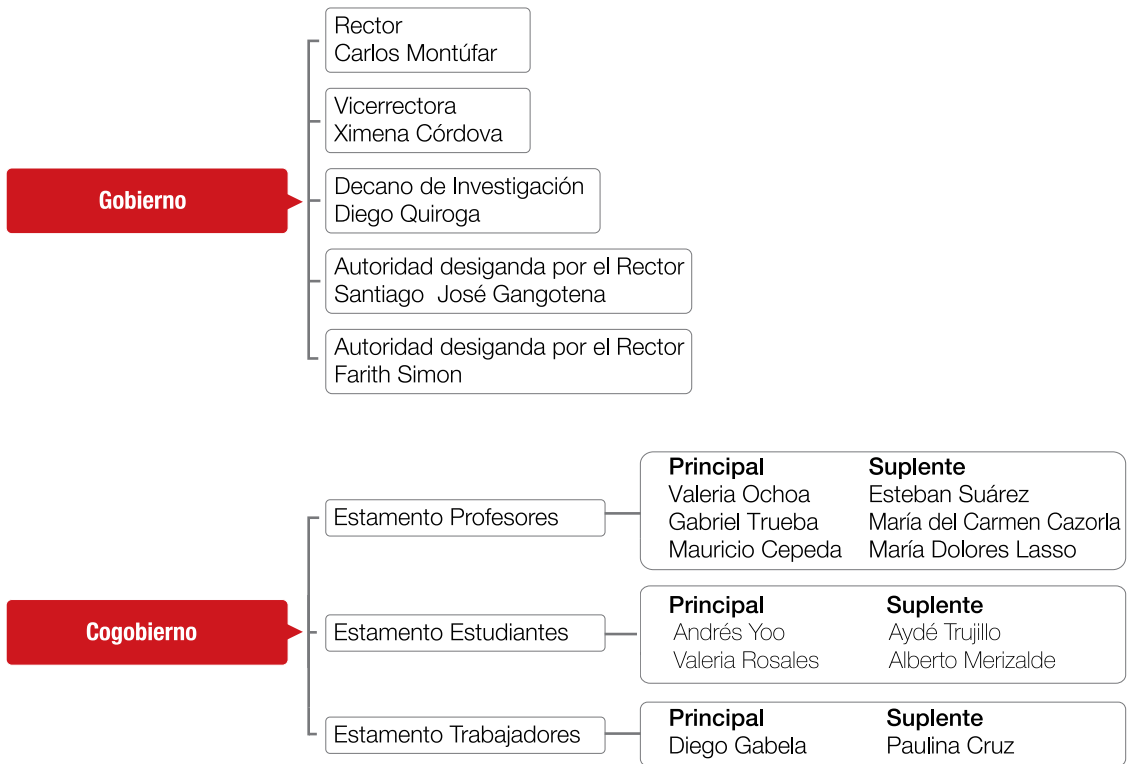 Gobierno
Rector
Carlos Montúfar
Vicerrectora
Ximena Córdova
Decano de Investigación
Diego Quiroga
Autoridad desiganda por el Rector
Santiago José Gangotena
Autoridad desiganda por el Rector
Farith Simon
Cogobierno
Estamento Profesores
Principal Suplente
Valeria Ochoa Esteban Suárez
Gabriel Trueba María del Carmen Cazorla
Mauricio Cepeda María Dolores Lasso
Estamento Estudiantes
Principal Suplente
Andrés Yoo Aydé Trujillo
Valeria Rosales Alberto Merizalde
Estamento Trabajadores
Principal Suplente
Diego Gabela Paulina Cruz